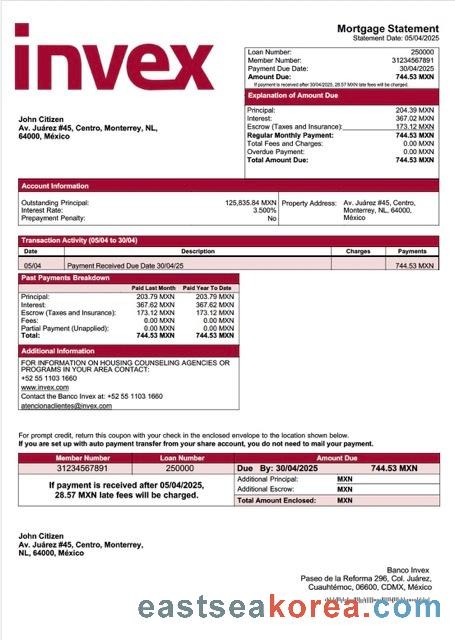 invex
Mortgage Statement
Statement Date: 05/04/2025
Loan Number: 250000
Member Number: 31234567891
Payment Due Date: 30/04/2025
Amount Due: 744.53 MXN
If payment is received after 30/04/2025, 28.57 MXN late fees will be charged.
John Citizen
Av. Juárez #45, Centro, Monterrey, NL,
64000, México
Explanation of Amount Due
Principal: 204.39 MXN
Interest: 367.02 MXN
Escrow (Taxes and Insurance): 173.12 MXN
Regular Monthly Payment: 744.53 MXN
Total Fees and Charges: 0.00 MXN
Overdue Payment: 0.00 MXN
Total Amount Due: 744.53 MXN
Account Information
Outstanding Principal: 125,835.84 MXN
Interest Rate: 3.500%
Prepayment Penalty: No
Property Address: Av. Juárez #45, Centro,
Monterrey, NL, 64000,
México
Transaction Activity (05/04 to 30/04)
Date Description Charges Payments
05/04 Payment Received Due Date 30/04/25 744.53 MXN
Past Payments Breakdown
Paid Last Month Paid Year To Date
Principal: 203.79 MXN 203.79 MXN
Interest: 367.62 MXN 367.62 MXN
Escrow (Taxes and Insurance): 173.12 MXN 173.12 MXN
Fees: 0.00 MXN 0.00 MXN
Partial Payment (Unapplied): 0.00 MXN 0.00 MXN
Total: 744.53 MXN 744.53 MXN
Additional Information
FOR INFORMATION ON HOUSING COUNSELING AGENCIES OR
PROGRAMS IN YOUR AREA CONTACT:
+52 55 1103 1660
www.invex.com
Contact the Banco Invex at: +52 55 1103 1660
atencionaclientes@invex.com
For prompt credit, return this coupon with your check in the enclosed envelope to the location shown below.
If you are set up with auto payment transfer from your share account, you do not need to mail your payment.
Member Number Loan Number Amount Due
31234567891 250000 Due By: 30/04/2025 744.53 MXN
If payment is received after 05/04/2025,
28.57 MXN late fees will be charged.
Additional Principal: MXN
Additional Escrow: MXN
Total Amount Enclosed: MXN
John Citizen
Av. Juárez #45, Centro, Monterrey,
NL, 64000, México
Banco Invex
Paseo de la Reforma 296, Col. Juárez,
Cuauhtémoc, 06600, CDMX, México
eastseakorea.com